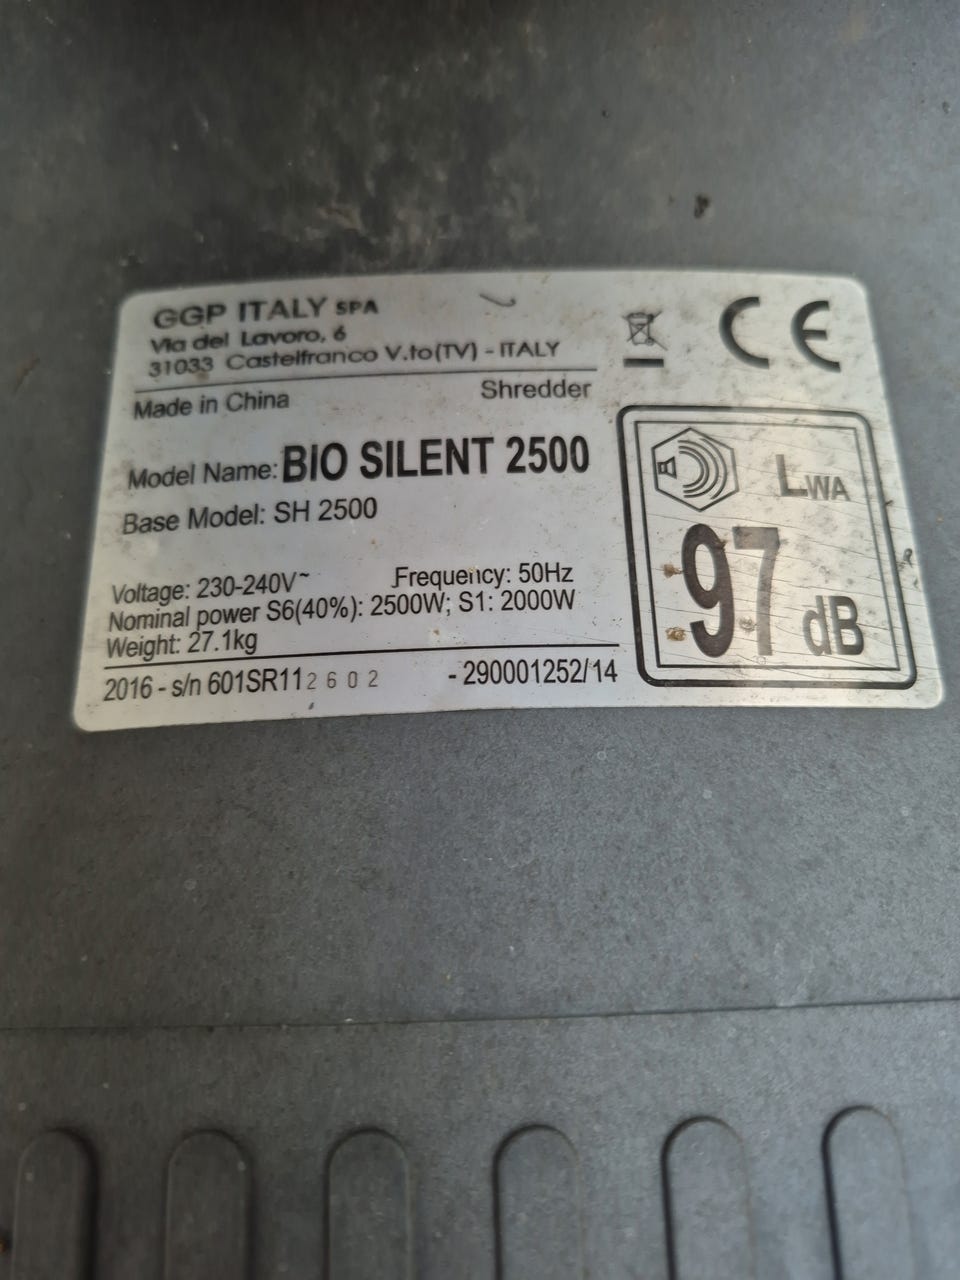 GGP ITALY SPA
Via del Lavoro, 6
31033 Castelfranco V.to(TV) - ITALY
CE
Made in China
Shredder
Model Name: BIO SILENT 2500
Base Model: SH 2500
Voltage: 230-240V~
Frequency: 50Hz
Nominal power S6(40%): 2500W; S1: 2000W
Weight: 27.1kg
2016 - s/n 601SR112602
- 290001252/14
LWA
97
dB